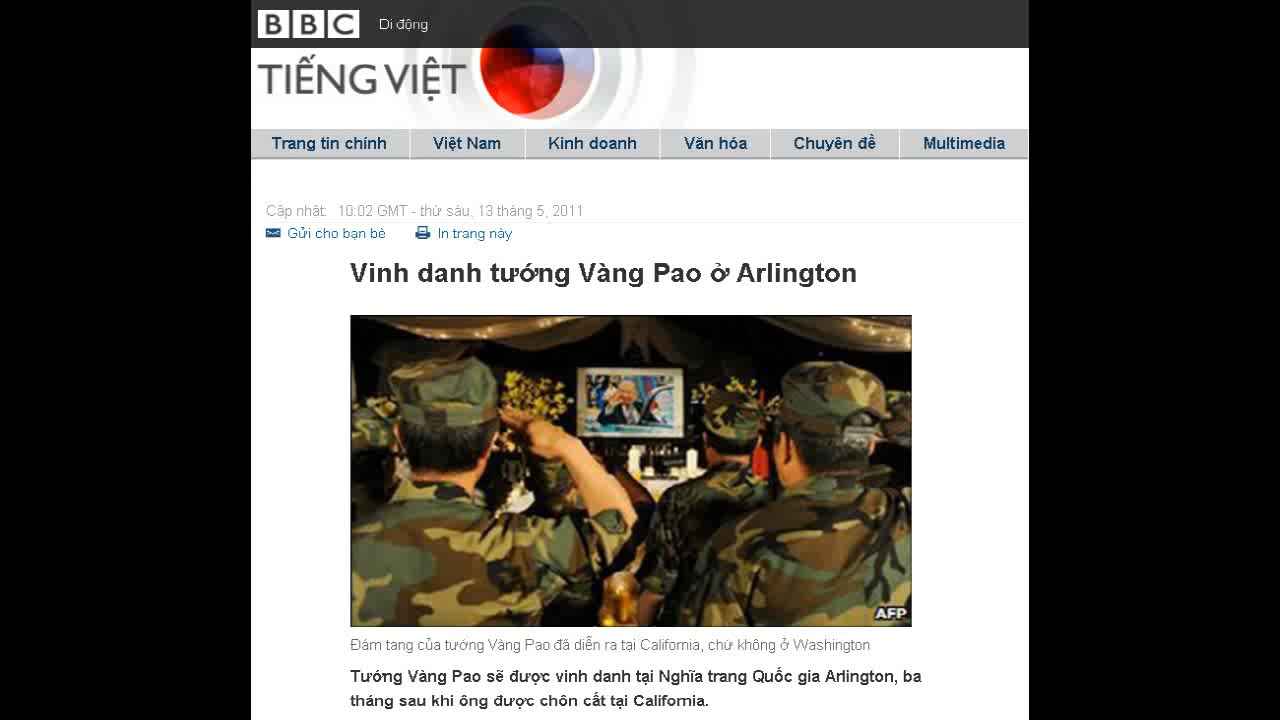 BBC Di động
TIẾNG VIỆT
Trang tin chính Việt Nam Kinh doanh Văn hóa Chuyên đề Multimedia
Cập nhật: 10:02 GMT - thứ sáu, 13 tháng 5, 2011
Gửi cho bạn bè In trang này
Vinh danh tướng Vàng Pao ở Arlington
AFP
Đám tang của tướng Vàng Pao đã diễn ra tại California, chứ không ở Washington
Tướng Vàng Pao sẽ được vinh danh tại Nghĩa trang Quốc gia Arlington, ba
tháng sau khi ông được chôn cất tại California.